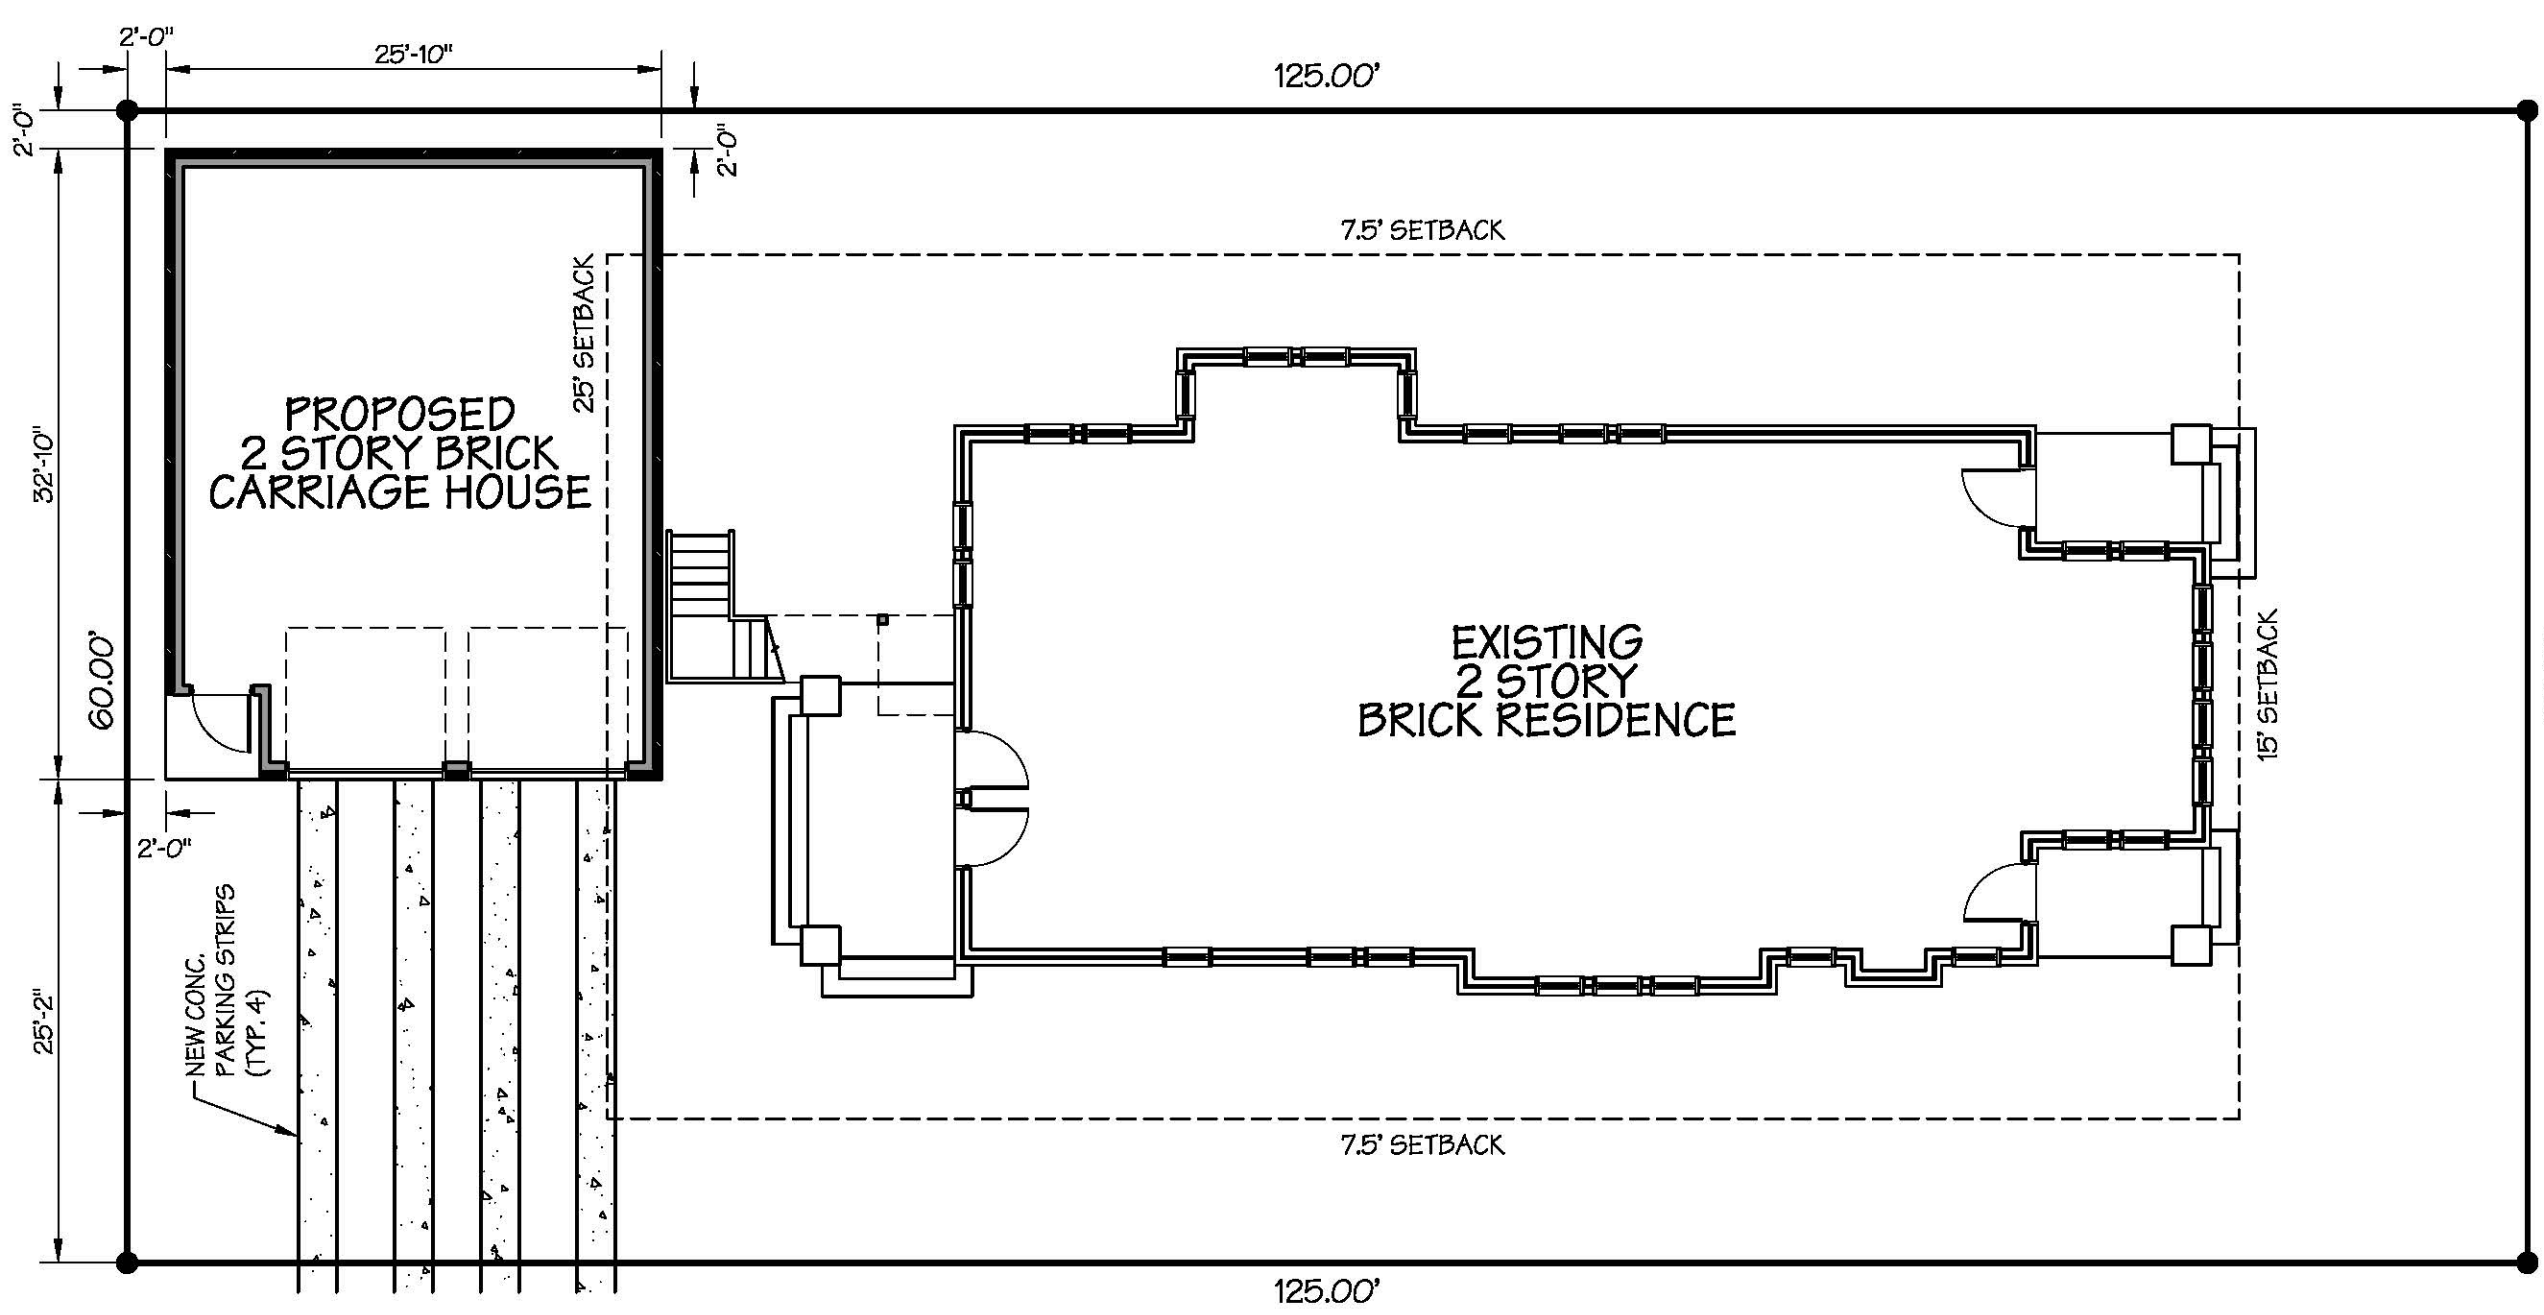 2'-0"
25'-10"
125.00'
2'-0"
2'-0"
7.5' SETBACK
25' SETBACK
PROPOSED
2 STORY BRICK
CARRIAGE HOUSE
32'-10"
60.00'
EXISTING
2 STORY
BRICK RESIDENCE
15' SETBACK
2'-0"
NEW CONC.
PARKING STRIPS
(TYP. 4)
25'-2"
7.5' SETBACK
125.00'